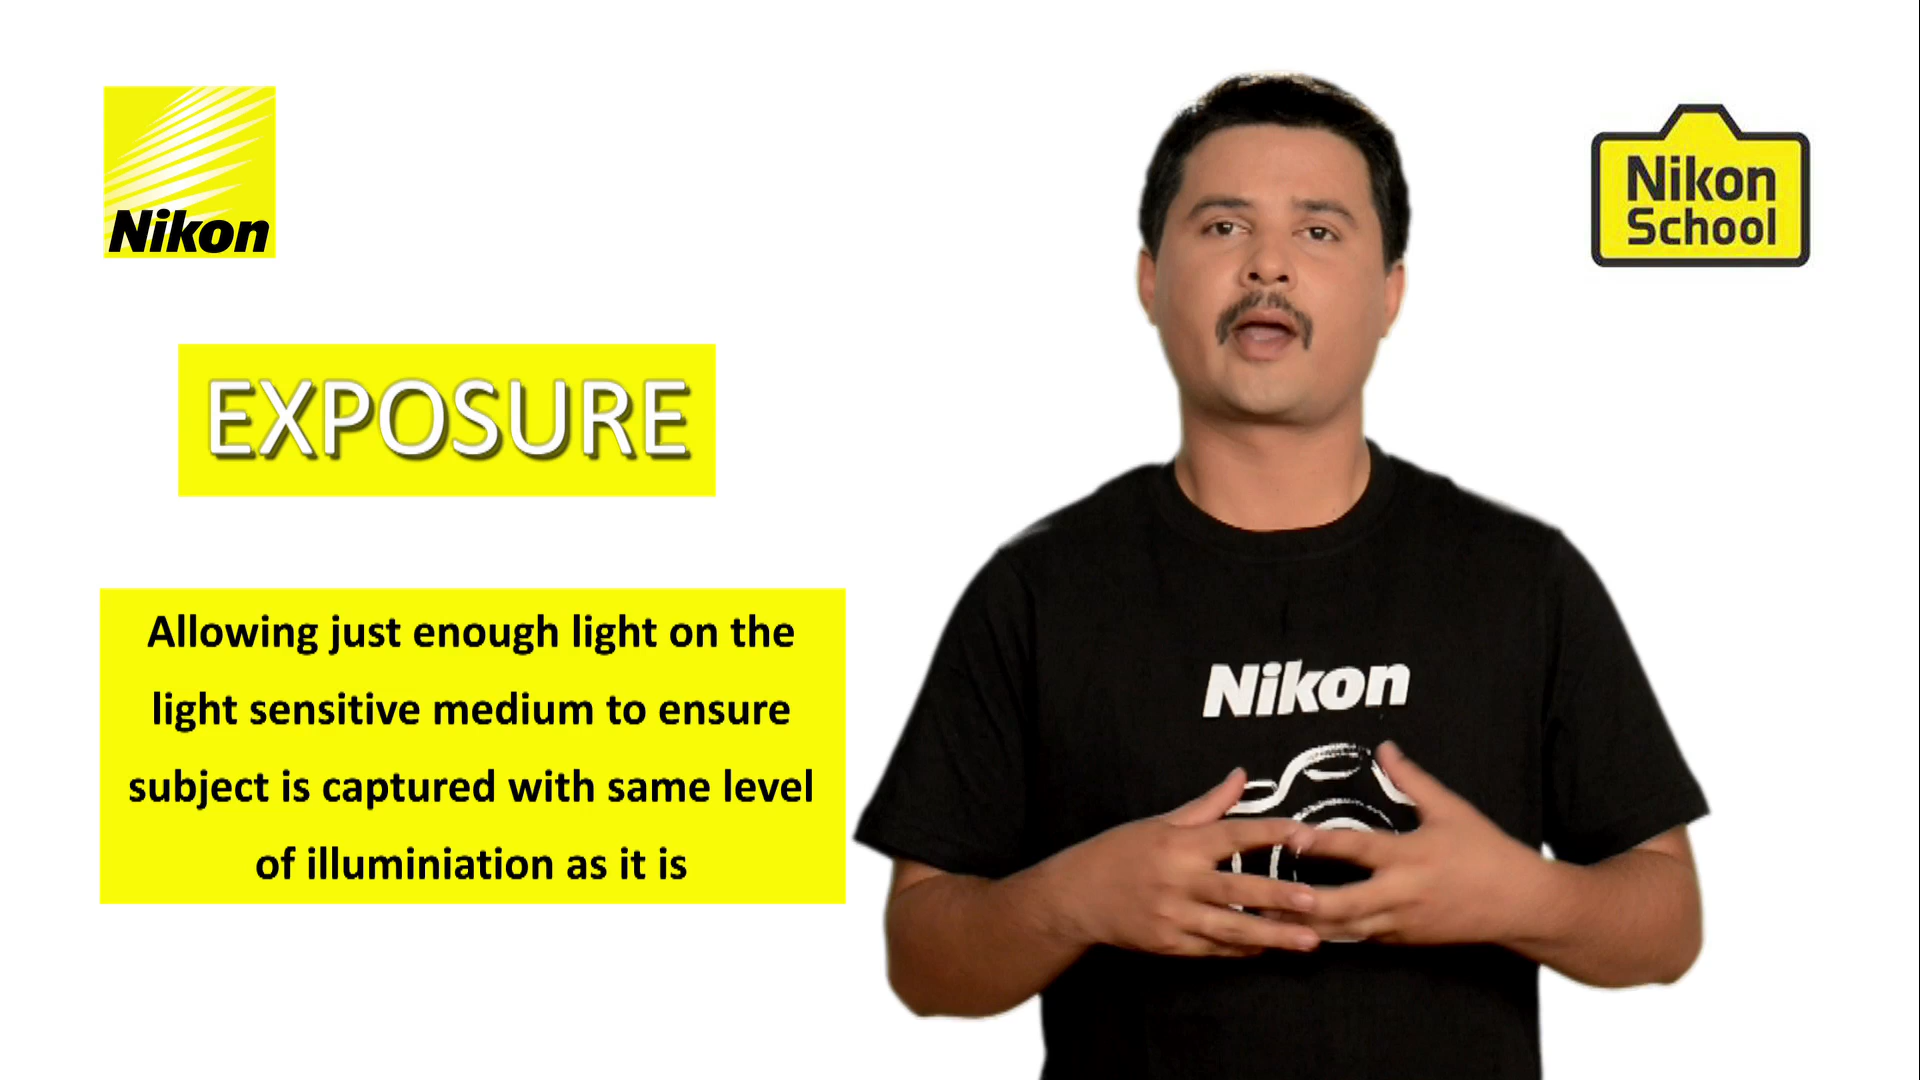 Nikon
Nikon
School
EXPOSURE
Allowing just enough light on the
light sensitive medium to ensure
subject is captured with same level
of illuminiation as it is
Nikon